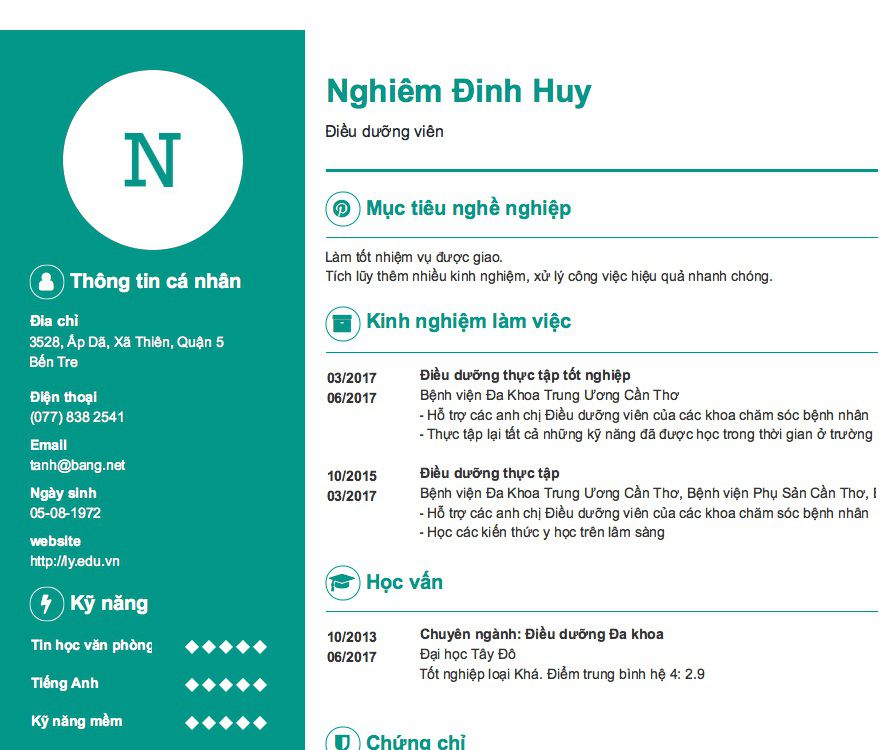 N
Thông tin cá nhân
Địa chỉ
3528, Ấp Dã, Xã Thiên, Quận 5
Bến Tre
Điện thoại
(077) 838 2541
Email
tanh@bang.net
Ngày sinh
05-08-1972
website
http://ly.edu.vn
Kỹ năng
Tin học văn phòng
Tiếng Anh
Kỹ năng mềm
Nghiêm Đinh Huy
Điều dưỡng viên
Mục tiêu nghề nghiệp
Làm tốt nhiệm vụ được giao.
Tích lũy thêm nhiều kinh nghiệm, xử lý công việc hiệu quả nhanh chóng.
Kinh nghiệm làm việc
03/2017
06/2017
Điều dưỡng thực tập tốt nghiệp
Bệnh viện Đa Khoa Trung Ương Cần Thơ
- Hỗ trợ các anh chị Điều dưỡng viên của các khoa chăm sóc bệnh nhân
- Thực tập lại tất cả những kỹ năng đã được học trong thời gian ở trường
10/2015
03/2017
Điều dưỡng thực tập
Bệnh viện Đa Khoa Trung Ương Cần Thơ, Bệnh viện Phụ Sản Cần Thơ,
- Hỗ trợ các anh chị Điều dưỡng viên của các khoa chăm sóc bệnh nhân
- Học các kiến thức y học trên lâm sàng
Học vấn
10/2013
06/2017
Chuyên ngành: Điều dưỡng Đa khoa
Đại học Tây Đô
Tốt nghiệp loại Khá. Điểm trung bình hệ 4: 2.9
Chứng chỉ